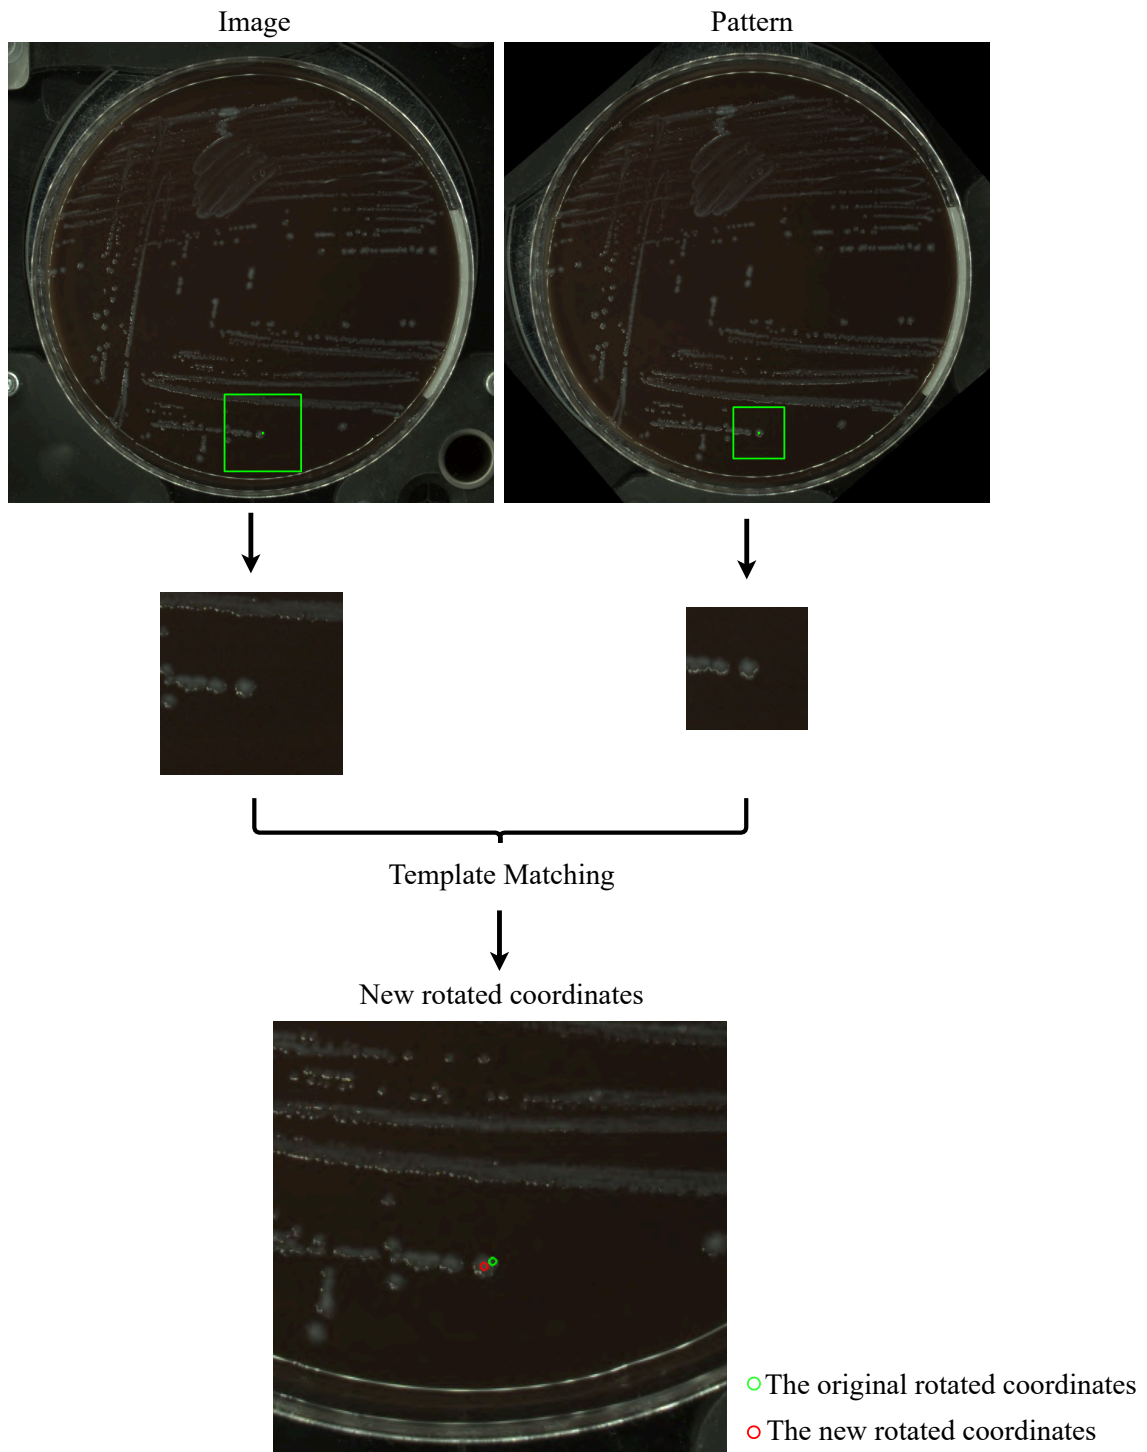 Image
Pattern
Template Matching
New rotated coordinates
The original rotated coordinates
The new rotated coordinates